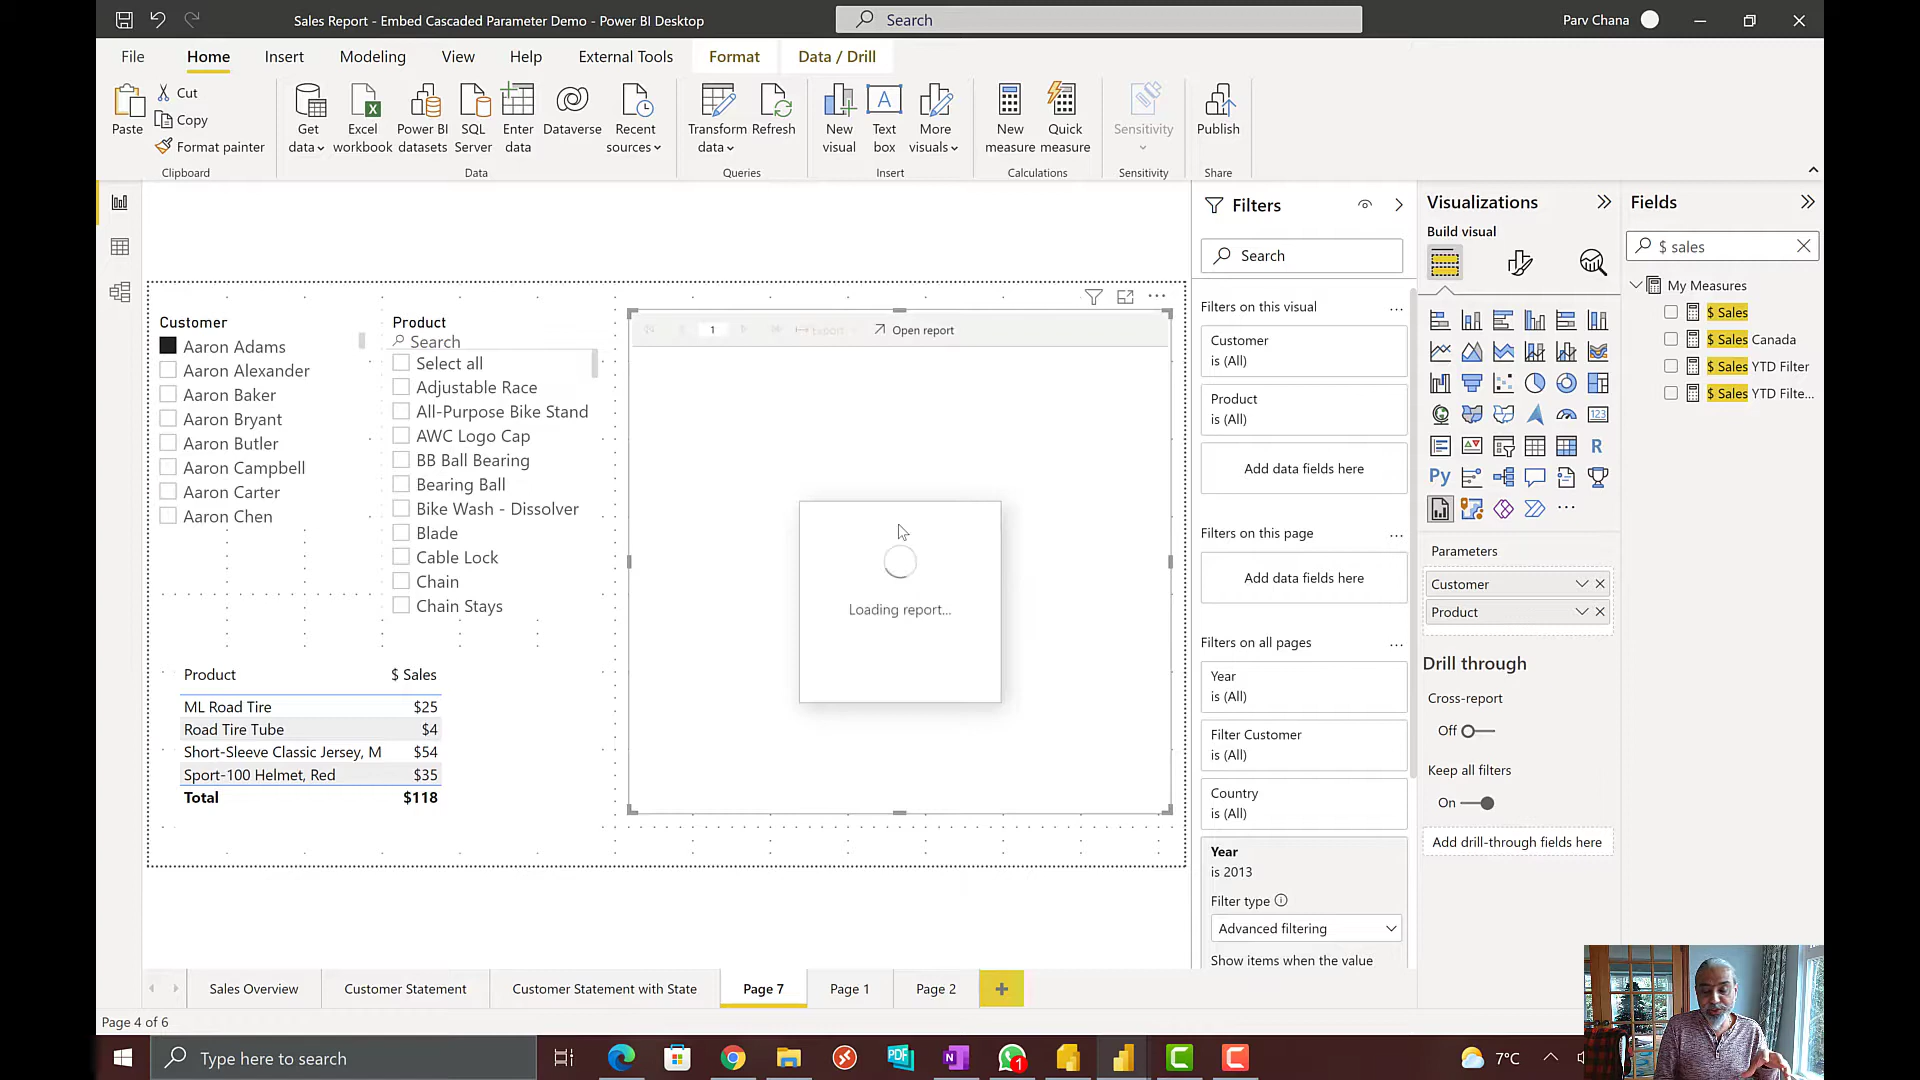 Sales Report - Embed Cascaded Parameter Demo - Power BI Desktop
Search
Parv Chana
File
Home
Insert
Modeling
View
Help
External Tools
Format
Data / Drill
Paste
Cut
Copy
Format painter
Clipboard
Get data
Excel workbook
Power BI datasets
SQL Server
Enter data
Dataverse
Recent sources
Data
Transform data
Refresh
Queries
New visual
Text box
More visuals
Insert
New measure
Quick measure
Calculations
Sensitivity
Sensitivity
Publish
Share
Customer
Aaron Adams
Aaron Alexander
Aaron Baker
Aaron Bryant
Aaron Butler
Aaron Campbell
Aaron Carter
Aaron Chen
Product
Search
Select all
Adjustable Race
All-Purpose Bike Stand
AWC Logo Cap
BB Ball Bearing
Bearing Ball
Bike Wash - Dissolver
Blade
Cable Lock
Chain
Chain Stays
Product $ Sales
ML Road Tire $25
Road Tire Tube $4
Short-Sleeve Classic Jersey, M $54
Sport-100 Helmet, Red $35
Total $118
1
Export
Open report
Loading report...
Filters
Search
Filters on this visual ...
Customer
is (All)
Product
is (All)
Add data fields here
Filters on this page ...
Add data fields here
Filters on all pages ...
Year
is (All)
Filter Customer
is (All)
Country
is (All)
Year
is 2013
Filter type
Advanced filtering
Show items when the value
Visualizations
Build visual
123
R
Py
...
Parameters
Customer
Product
Drill through
Cross-report
Off
Keep all filters
On
Add drill-through fields here
Fields
$ sales
My Measures
$ Sales
$ Sales Canada
$ Sales YTD Filter
$ Sales YTD Filte...
Sales Overview
Customer Statement
Customer Statement with State
Page 7
Page 1
Page 2
+
Page 4 of 6
Type here to search
PDF
1
7°C